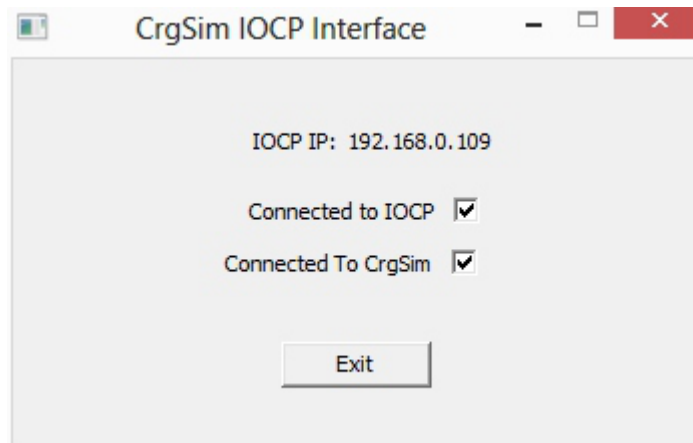 CrgSim IOCP Interface
IOCP IP: 192.168.0.109
Connected to IOCP
Connected To CrgSim
Exit